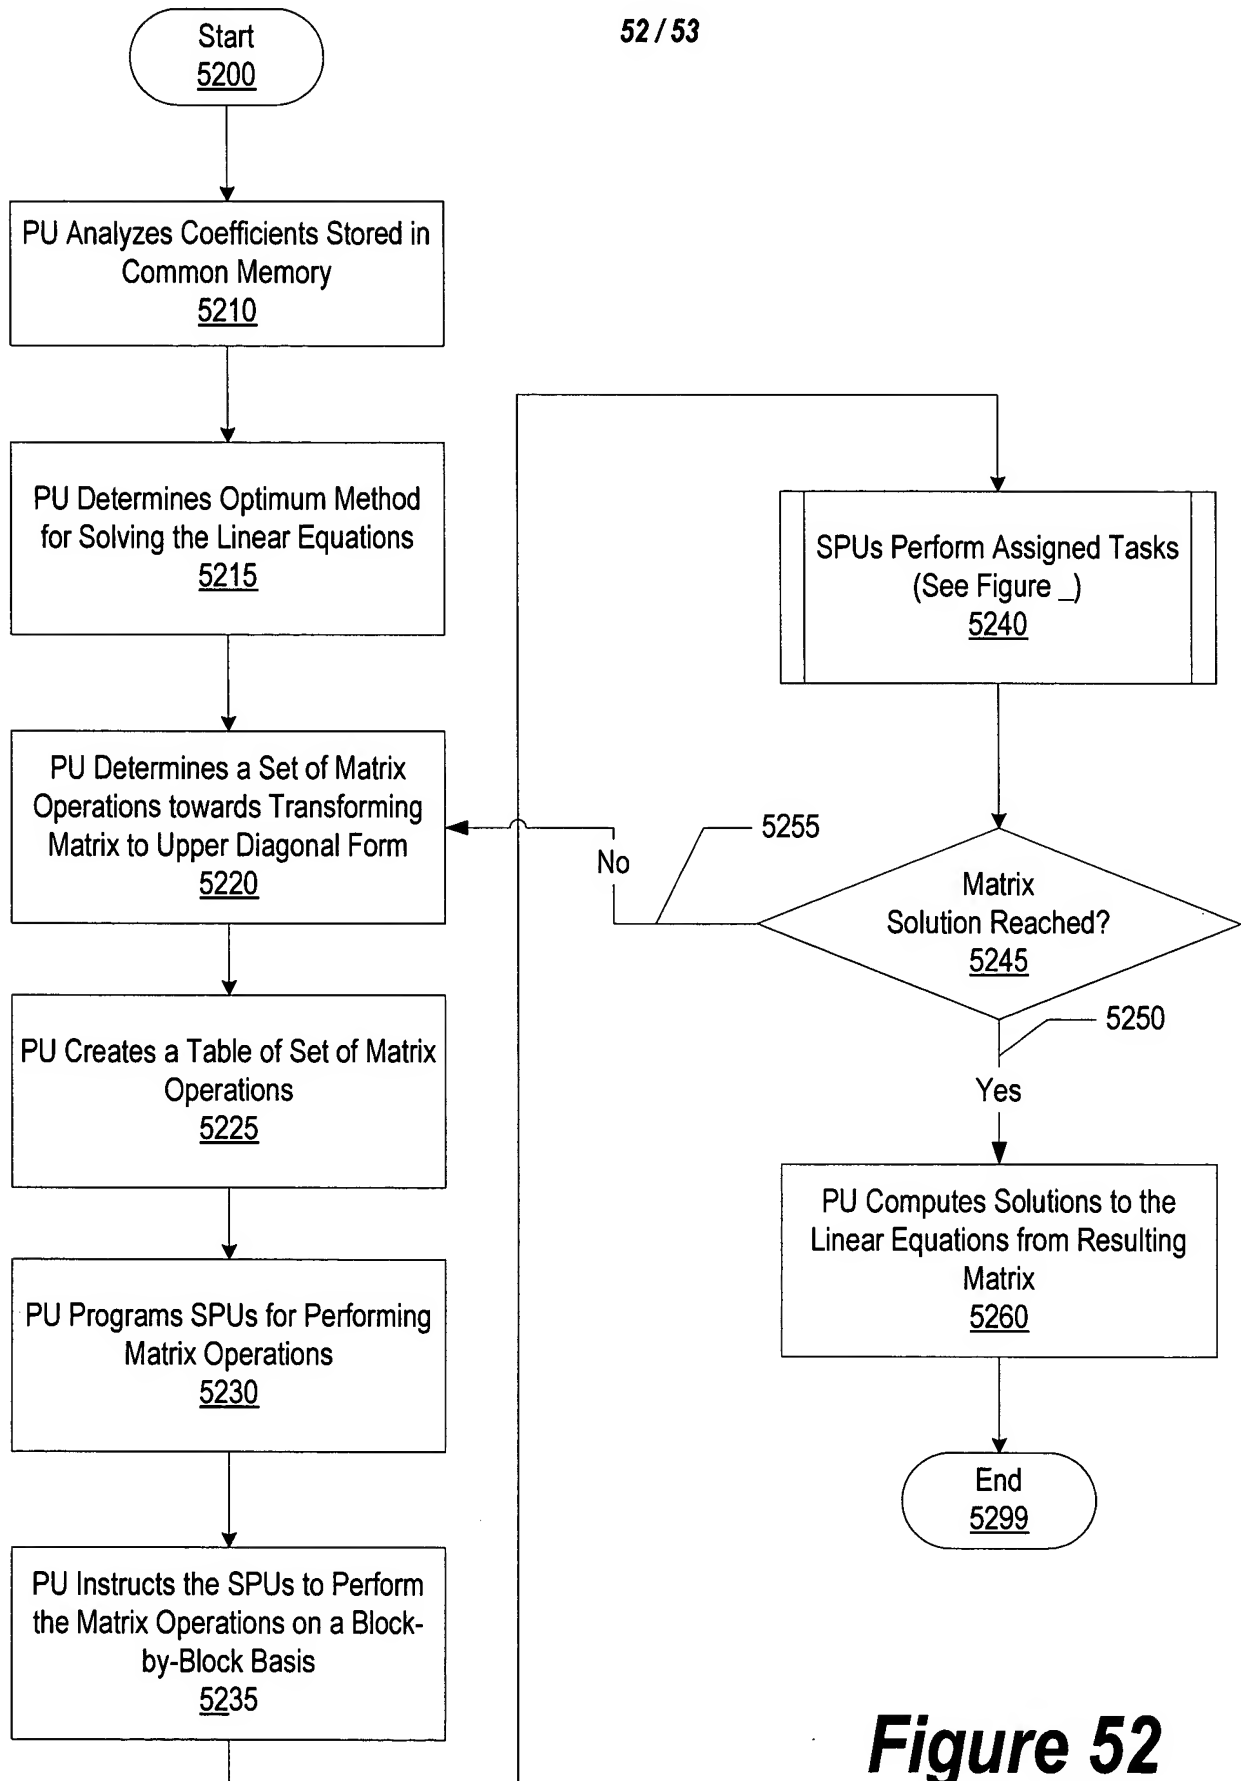 52 / 53
Start
5200
PU Analyzes Coefficients Stored in
Common Memory
5210
PU Determines Optimum Method
for Solving the Linear Equations
5215
PU Determines a Set of Matrix
Operations towards Transforming
Matrix to Upper Diagonal Form
5220
PU Creates a Table of Set of Matrix
Operations
5225
PU Programs SPUs for Performing
Matrix Operations
5230
PU Instructs the SPUs to Perform
the Matrix Operations on a Block-
by-Block Basis
5235
SPUs Perform Assigned Tasks
(See Figure _)
5240
Matrix
Solution Reached?
5245
5255
No
5250
Yes
PU Computes Solutions to the
Linear Equations from Resulting
Matrix
5260
End
5299
Figure 52